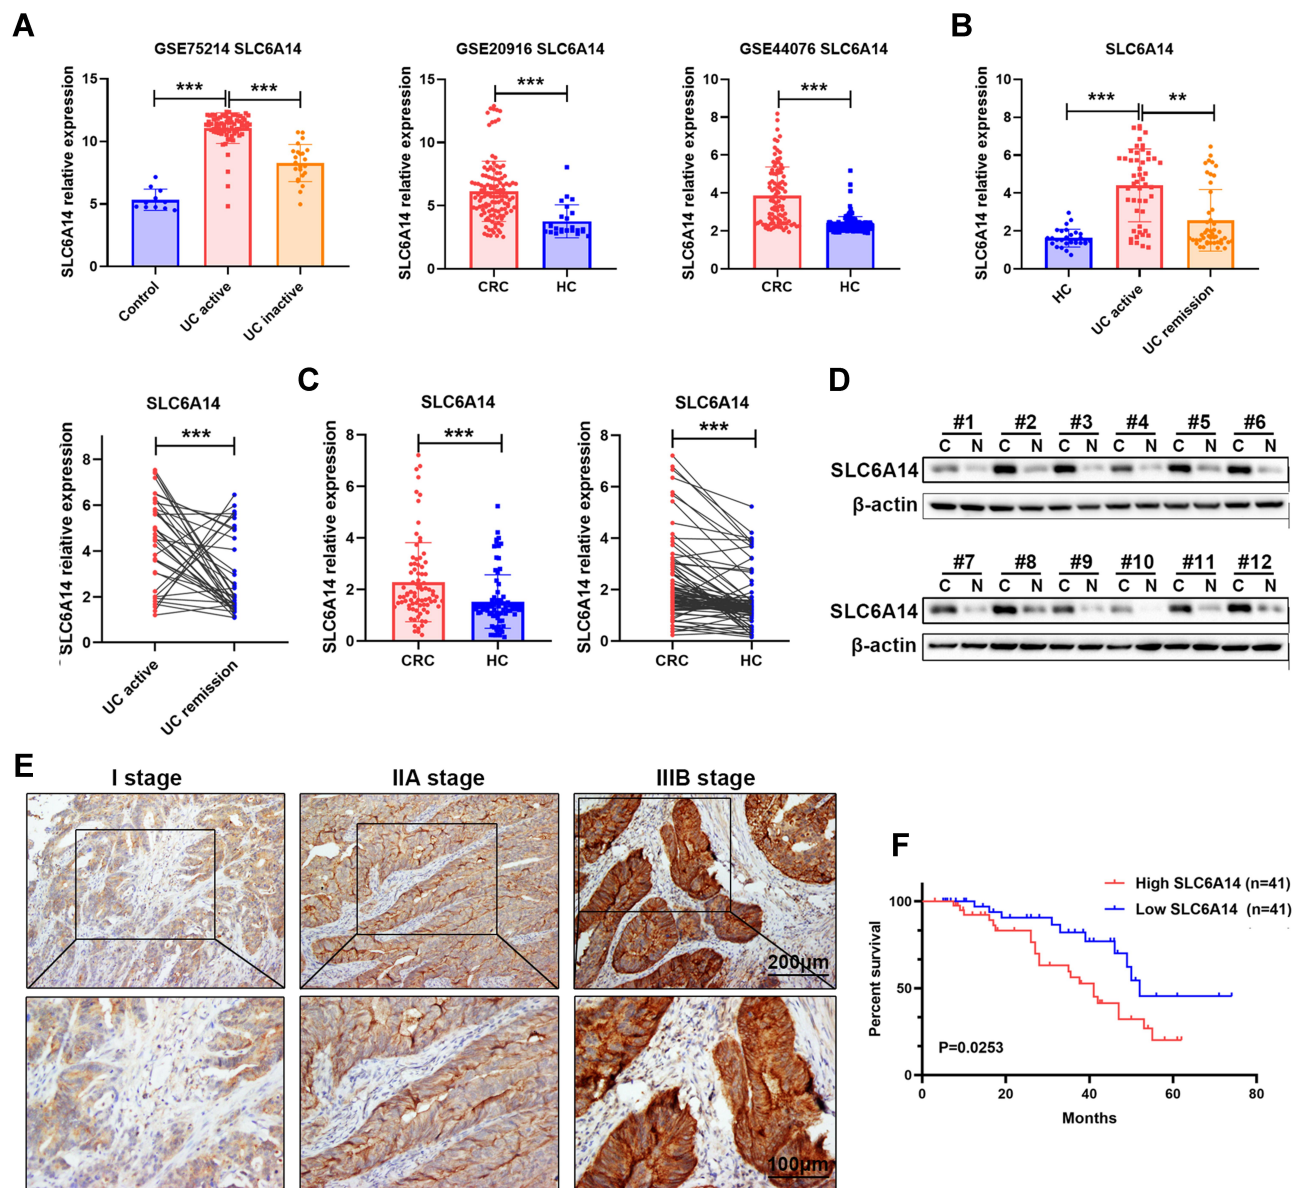 A
B
GSE75214 SLC6A14
GSE20916 SLC6A14
GSE44076 SLC6A14
SLC6A14
SLC6A14 relative expression
15
10
5
0
***
***
Control
UC active
UC inactive
SLC6A14 relative expression
15
10
5
0
***
CRC
HC
SLC6A14 relative expression
10
8
6
4
2
0
***
CRC
HC
SLC6A14 relative expression
10
8
6
4
2
0
***
**
HC
UC active
UC remission
SLC6A14
SLC6A14 relative expression
8
6
4
2
0
***
UC active
UC remission
C
SLC6A14
SLC6A14 relative expression
8
6
4
2
0
***
CRC
HC
SLC6A14
SLC6A14 relative expression
8
6
4
2
0
***
CRC
HC
D
#1 #2 #3 #4 #5 #6
C N C N C N C N C N C N
SLC6A14
β-actin
#7 #8 #9 #10 #11 #12
C N C N C N C N C N C N
SLC6A14
β-actin
E
I stage
IIA stage
IIIB stage
200μm
100μm
F
High SLC6A14 (n=41)
Low SLC6A14 (n=41)
Percent survival
100
50
0
P=0.0253
0 20 40 60 80
Months